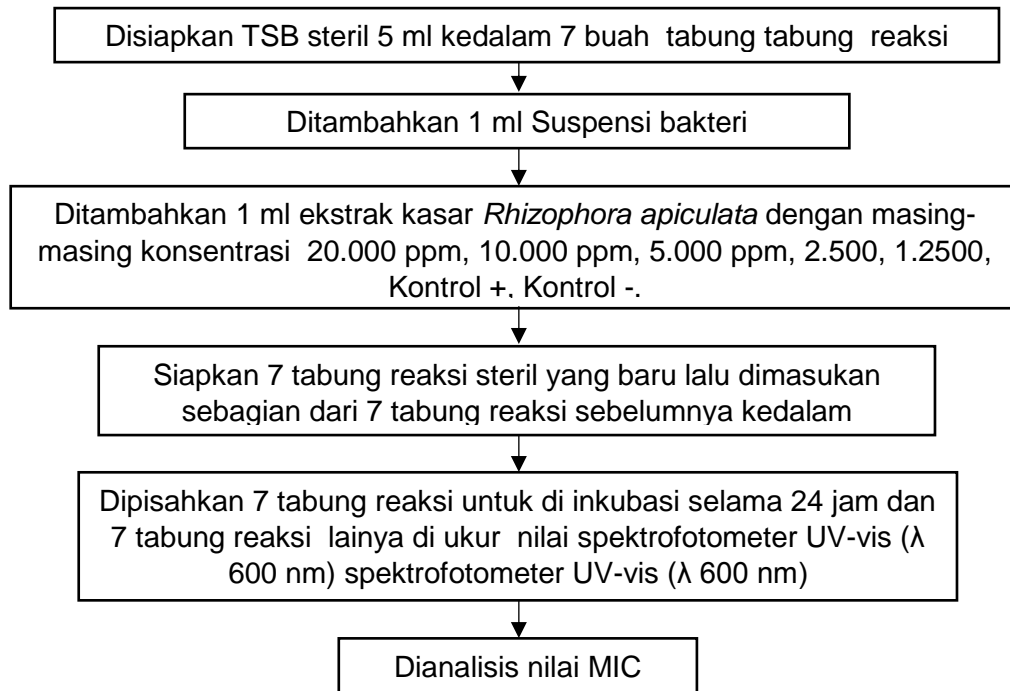 Disiapkan TSB steril 5 ml kedalam 7 buah tabung tabung reaksi
Ditambahkan 1 ml Suspensi bakteri
Ditambahkan 1 ml ekstrak kasar Rhizophora apiculata dengan masing-
masing konsentrasi 20.000 ppm, 10.000 ppm, 5.000 ppm, 2.500, 1.2500,
Kontrol +, Kontrol -.
Siapkan 7 tabung reaksi steril yang baru lalu dimasukan
sebagian dari 7 tabung reaksi sebelumnya kedalam
Dipisahkan 7 tabung reaksi untuk di inkubasi selama 24 jam dan
7 tabung reaksi lainya di ukur nilai spektrofotometer UV-vis (λ
600 nm) spektrofotometer UV-vis (λ 600 nm)
Dianalisis nilai MIC